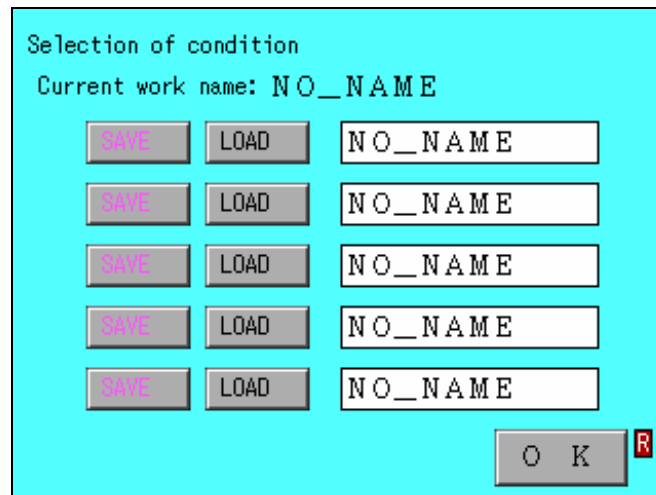 Selection of condition
Current work name: NO_NAME
SAVE LOAD NO_NAME
SAVE LOAD NO_NAME
SAVE LOAD NO_NAME
SAVE LOAD NO_NAME
SAVE LOAD NO_NAME
O K R